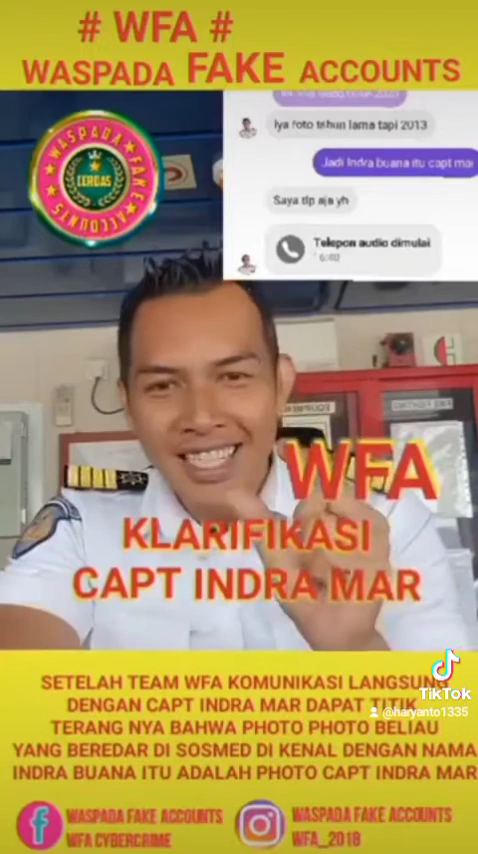 # WFA #
WASPADA FAKE ACCOUNTS
WASPADA FAKE ACCOUNTS
CERDAS
Iya foto tahun lama tapi 2013
Jadi Indra buana itu capt mar
Saya tlp aja yh
Telepon audio dimulai
6:40
WFA
KLARIFIKASI
CAPT INDRA MAR
SETELAH TEAM WFA KOMUNIKASI LANGSUNG
DENGAN CAPT INDRA MAR DAPAT TITIK
TERANG NYA BAHWA PHOTO PHOTO BELIAU
YANG BEREDAR DI SOSMED DI KENAL DENGAN NAMA
INDRA BUANA ITU ADALAH PHOTO CAPT INDRA MAR
TikTok
@haryanto1335
WASPADA FAKE ACCOUNTS
WFA CYBERCRIME
WASPADA FAKE ACCOUNTS
WFA_2018